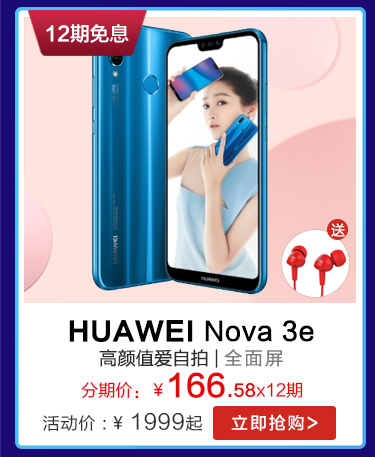 12期免息
HUAWEI
HUAWEI
送
HUAWEI Nova 3e
高颜值爱自拍 | 全面屏
分期价：¥166.58x12期
活动价：¥ 1999起
立即抢购>